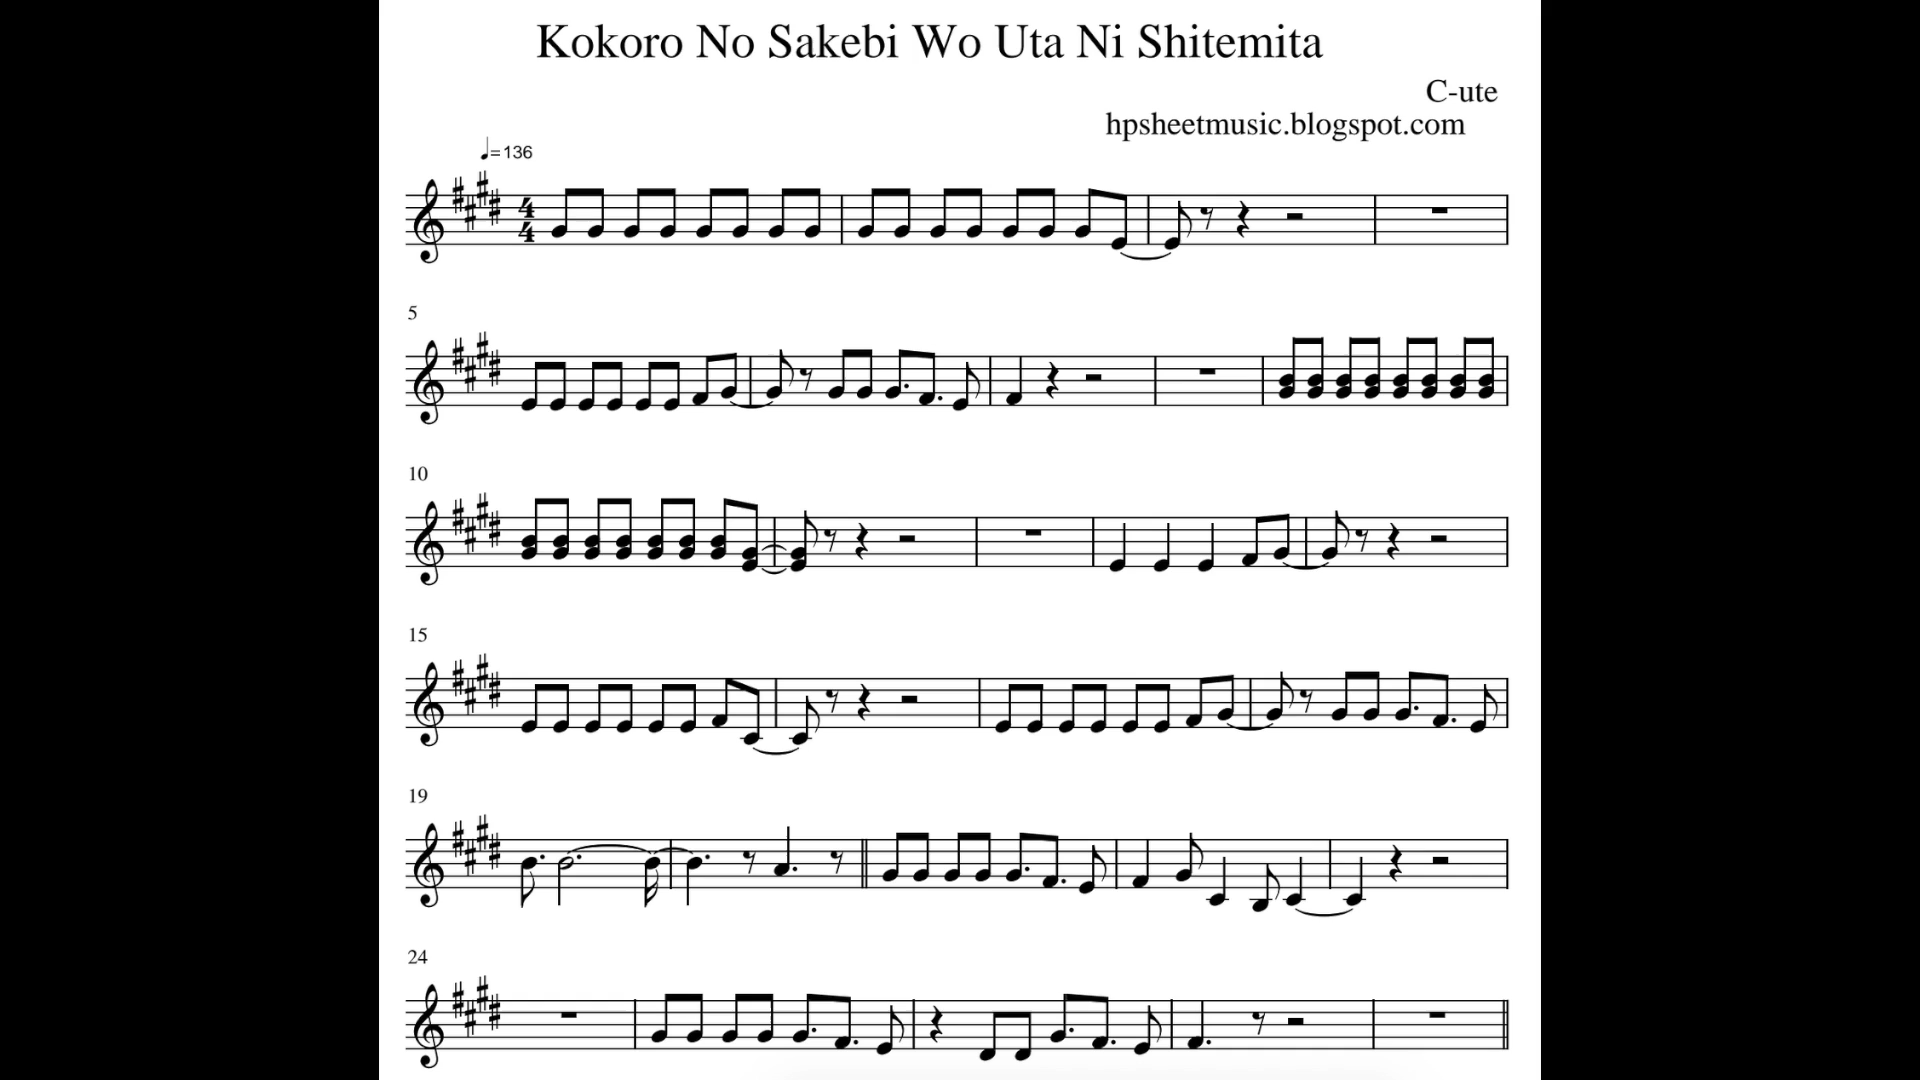 Kokoro No Sakebi Wo Uta Ni Shitemita
C-ute
hpsheetmusic.blogspot.com
♩=136
4
4
5
10
15
19
24